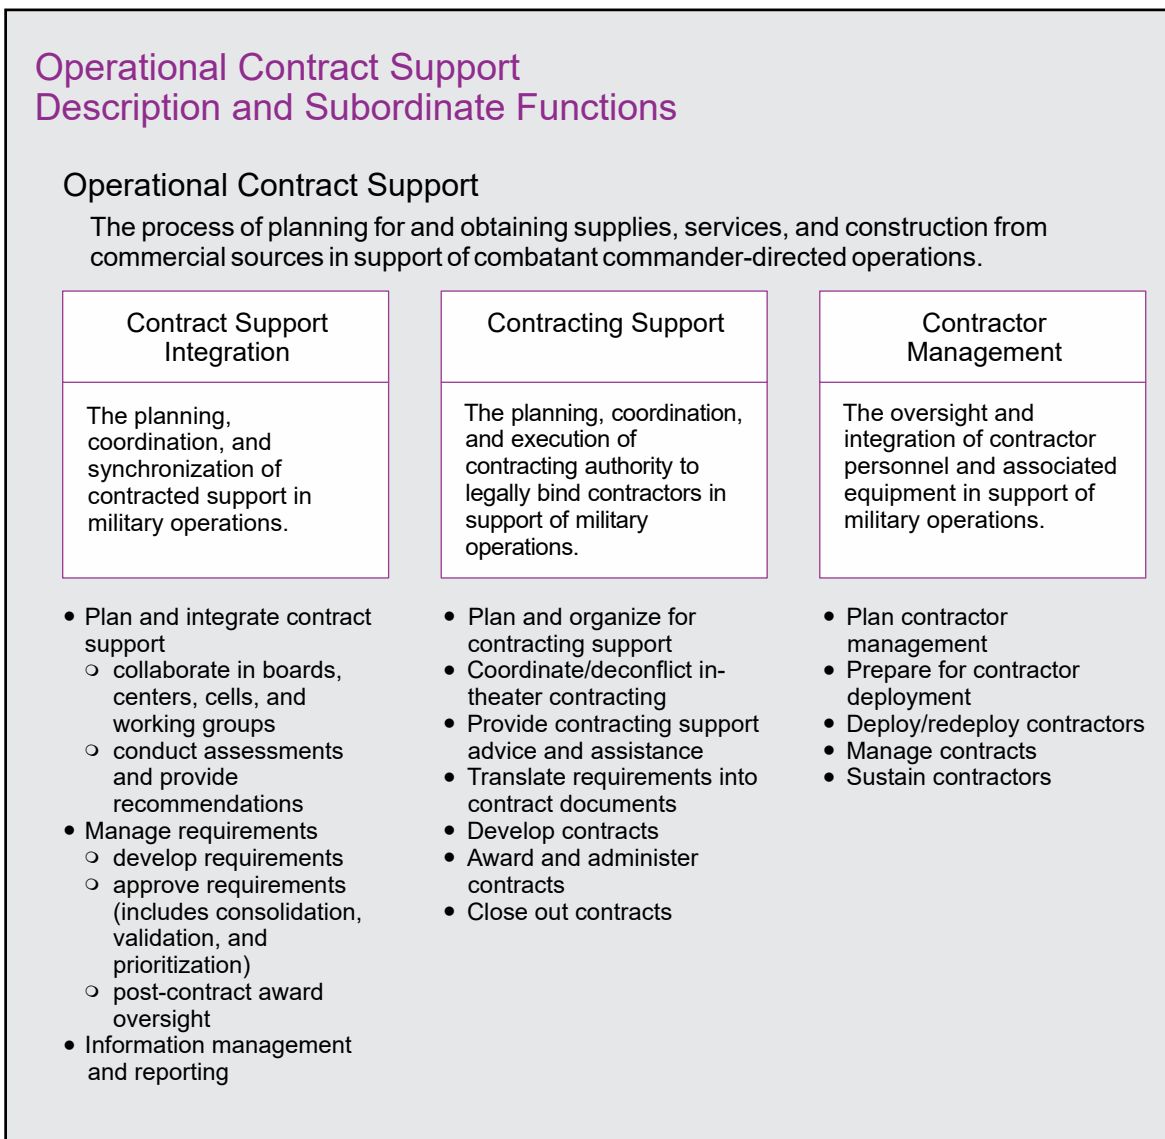 Operational Contract Support
Description and Subordinate Functions
Operational Contract Support
The process of planning for and obtaining supplies, services, and construction from
commercial sources in support of combatant commander-directed operations.
Contract Support
Integration
The planning,
coordination, and
synchronization of
contracted support in
military operations.
• Plan and integrate contract
support
○ collaborate in boards,
centers, cells, and
working groups
○ conduct assessments
and provide
recommendations
• Manage requirements
○ develop requirements
○ approve requirements
(includes consolidation,
validation, and
prioritization)
○ post-contract award
oversight
• Information management
and reporting
Contracting Support
The planning, coordination,
and execution of
contracting authority to
legally bind contractors in
support of military
operations.
• Plan and organize for
contracting support
• Coordinate/deconflict in-
theater contracting
• Provide contracting support
advice and assistance
• Translate requirements into
contract documents
• Develop contracts
• Award and administer
contracts
• Close out contracts
Contractor
Management
The oversight and
integration of contractor
personnel and associated
equipment in support of
military operations.
• Plan contractor
management
• Prepare for contractor
deployment
• Deploy/redeploy contractors
• Manage contracts
• Sustain contractors